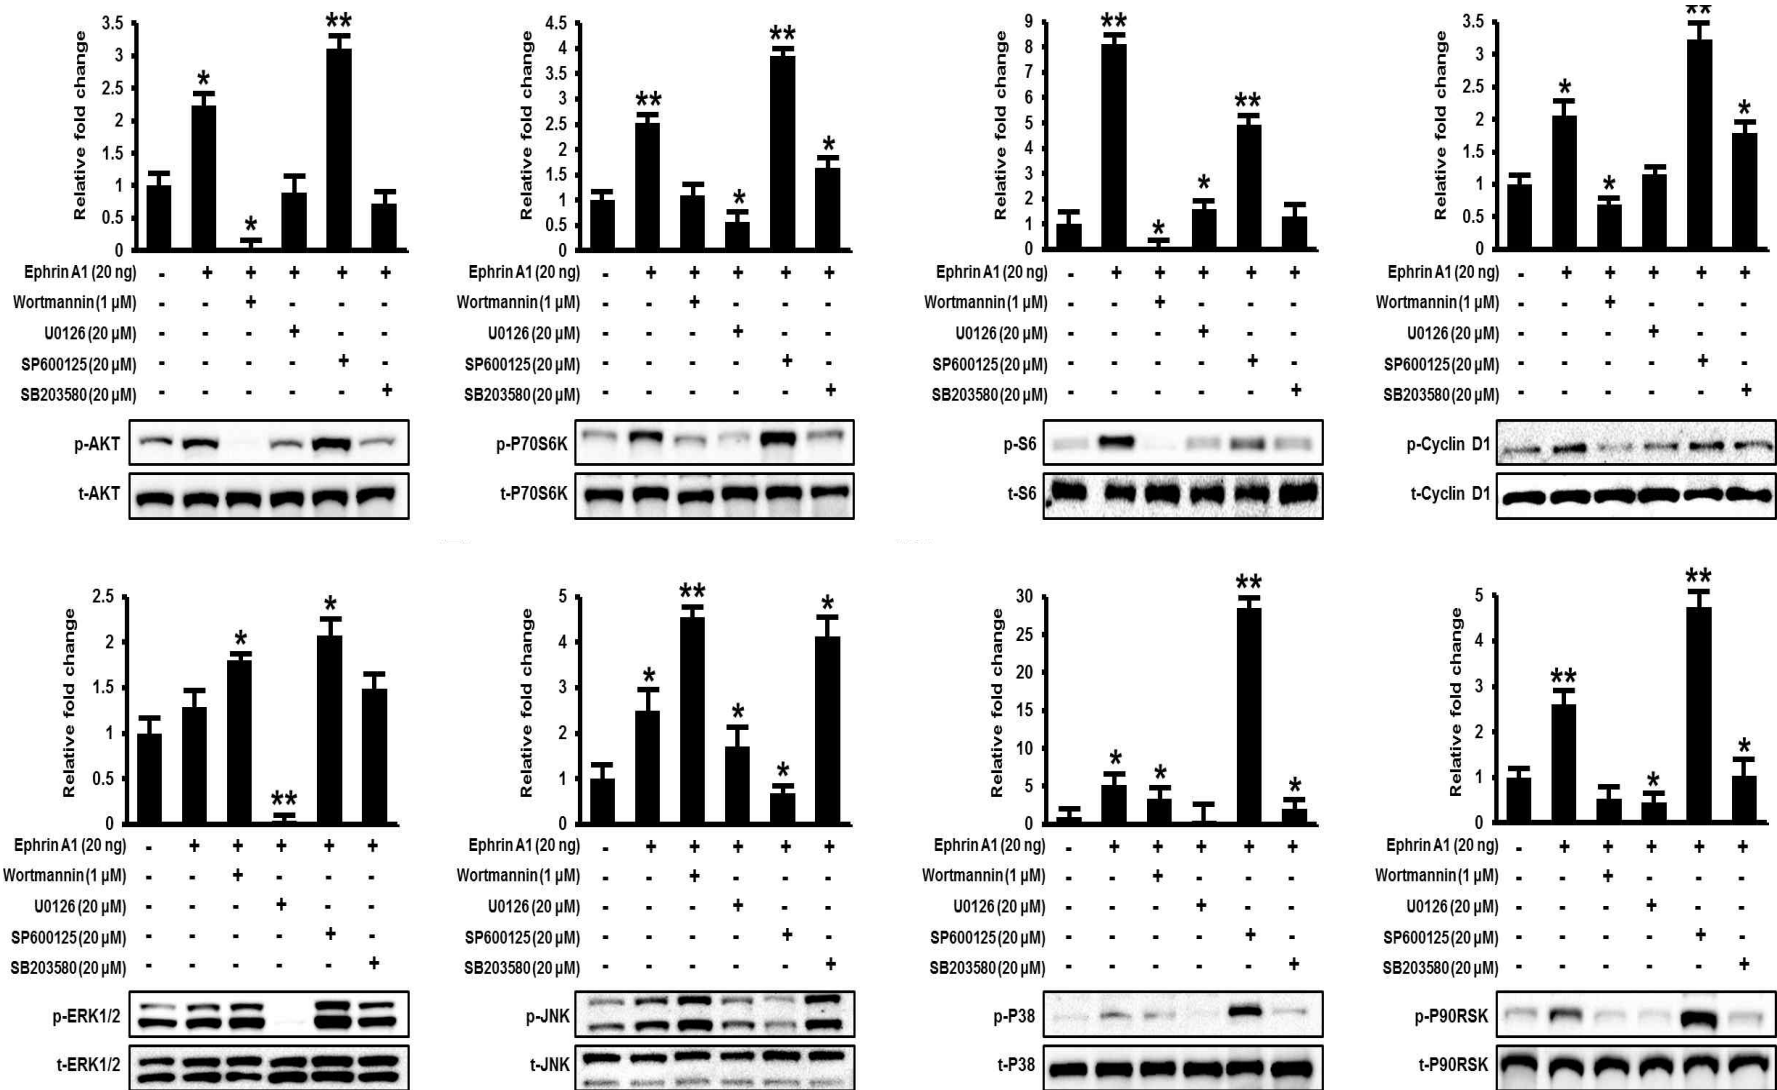 Relative fold change
3.5
3
2.5
2
1.5
1
0.5
0
* * **
Ephrin A1 (20 ng) - + + + + +
Wortmannin (1 µM) - - + - - -
U0126 (20 µM) - - - + - -
SP600125 (20 µM) - - - - + -
SB203580 (20 µM) - - - - - +
p-AKT
t-AKT
Relative fold change
4.5
4
3.5
3
2.5
2
1.5
1
0.5
0
** * ** *
Ephrin A1 (20 ng) - + + + + +
Wortmannin (1 µM) - - + - - -
U0126 (20 µM) - - - + - -
SP600125 (20 µM) - - - - + -
SB203580 (20 µM) - - - - - +
p-P70S6K
t-P70S6K
Relative fold change
9
8
7
6
5
4
3
2
1
0
** * * **
Ephrin A1 (20 ng) - + + + + +
Wortmannin (1 µM) - - + - - -
U0126 (20 µM) - - - + - -
SP600125 (20 µM) - - - - + -
SB203580 (20 µM) - - - - - +
p-S6
t-S6
Relative fold change
3.5
3
2.5
2
1.5
1
0.5
0
* * ** *
Ephrin A1 (20 ng) - + + + + +
Wortmannin (1 µM) - - + - - -
U0126 (20 µM) - - - + - -
SP600125 (20 µM) - - - - + -
SB203580 (20 µM) - - - - - +
p-Cyclin D1
t-Cyclin D1
Relative fold change
2.5
2
1.5
1
0.5
0
* ** *
Ephrin A1 (20 ng) - + + + + +
Wortmannin (1 µM) - - + - - -
U0126 (20 µM) - - - + - -
SP600125 (20 µM) - - - - + -
SB203580 (20 µM) - - - - - +
p-ERK1/2
t-ERK1/2
Relative fold change
5
4
3
2
1
0
* ** * * *
Ephrin A1 (20 ng) - + + + + +
Wortmannin (1 µM) - - + - - -
U0126 (20 µM) - - - + - -
SP600125 (20 µM) - - - - + -
SB203580 (20 µM) - - - - - +
p-JNK
t-JNK
Relative fold change
30
25
20
15
10
5
0
* * ** *
Ephrin A1 (20 ng) - + + + + +
Wortmannin (1 µM) - - + - - -
U0126 (20 µM) - - - + - -
SP600125 (20 µM) - - - - + -
SB203580 (20 µM) - - - - - +
p-P38
t-P38
Relative fold change
5
4
3
2
1
0
** * ** *
Ephrin A1 (20 ng) - + + + + +
Wortmannin (1 µM) - - + - - -
U0126 (20 µM) - - - + - -
SP600125 (20 µM) - - - - + -
SB203580 (20 µM) - - - - - +
p-P90RSK
t-P90RSK